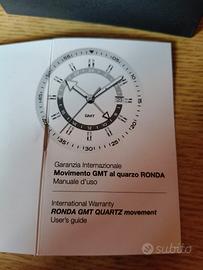 GMT
Garanzia Internazionale
Movimento GMT al quarzo RONDA
Manuale d'uso
International Warranty
RONDA GMT QUARTZ movement
User's guide
subito